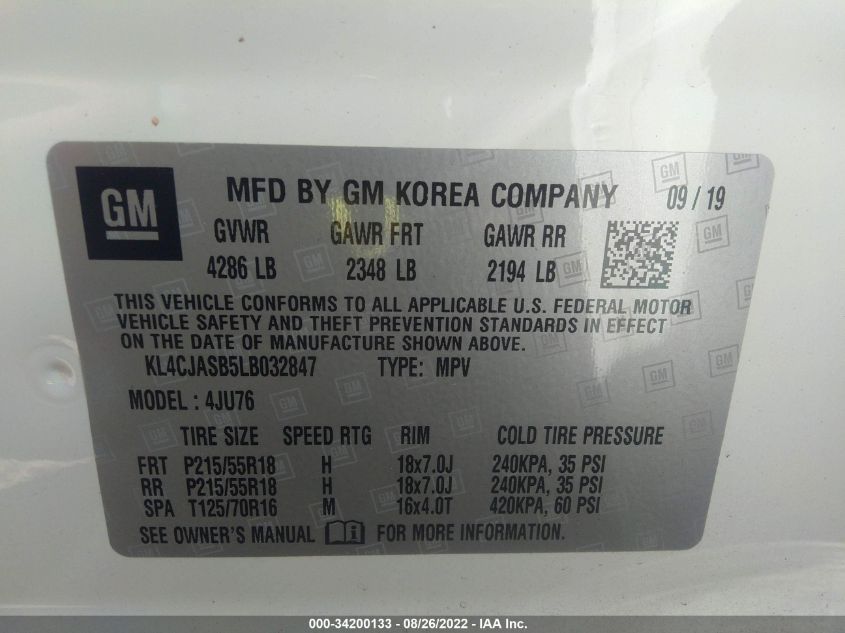 GM MFD BY GM KOREA COMPANY 09 / 19
GVWR GAWR FRT GAWR RR
4286 LB 2348 LB 2194 LB
THIS VEHICLE CONFORMS TO ALL APPLICABLE U.S. FEDERAL MOTOR
VEHICLE SAFETY AND THEFT PREVENTION STANDARDS IN EFFECT
ON THE DATE OF MANUFACTURE SHOWN ABOVE.
KL4CJASB5LB032847 TYPE: MPV
MODEL : 4JU76
TIRE SIZE SPEED RTG RIM COLD TIRE PRESSURE
FRT P215/55R18 H 18x7.0J 240KPA, 35 PSI
RR P215/55R18 H 18x7.0J 240KPA, 35 PSI
SPA T125/70R16 M 16x4.0T 420KPA, 60 PSI
SEE OWNER'S MANUAL FOR MORE INFORMATION.
000-34200133 - 08/26/2022 - IAA Inc.